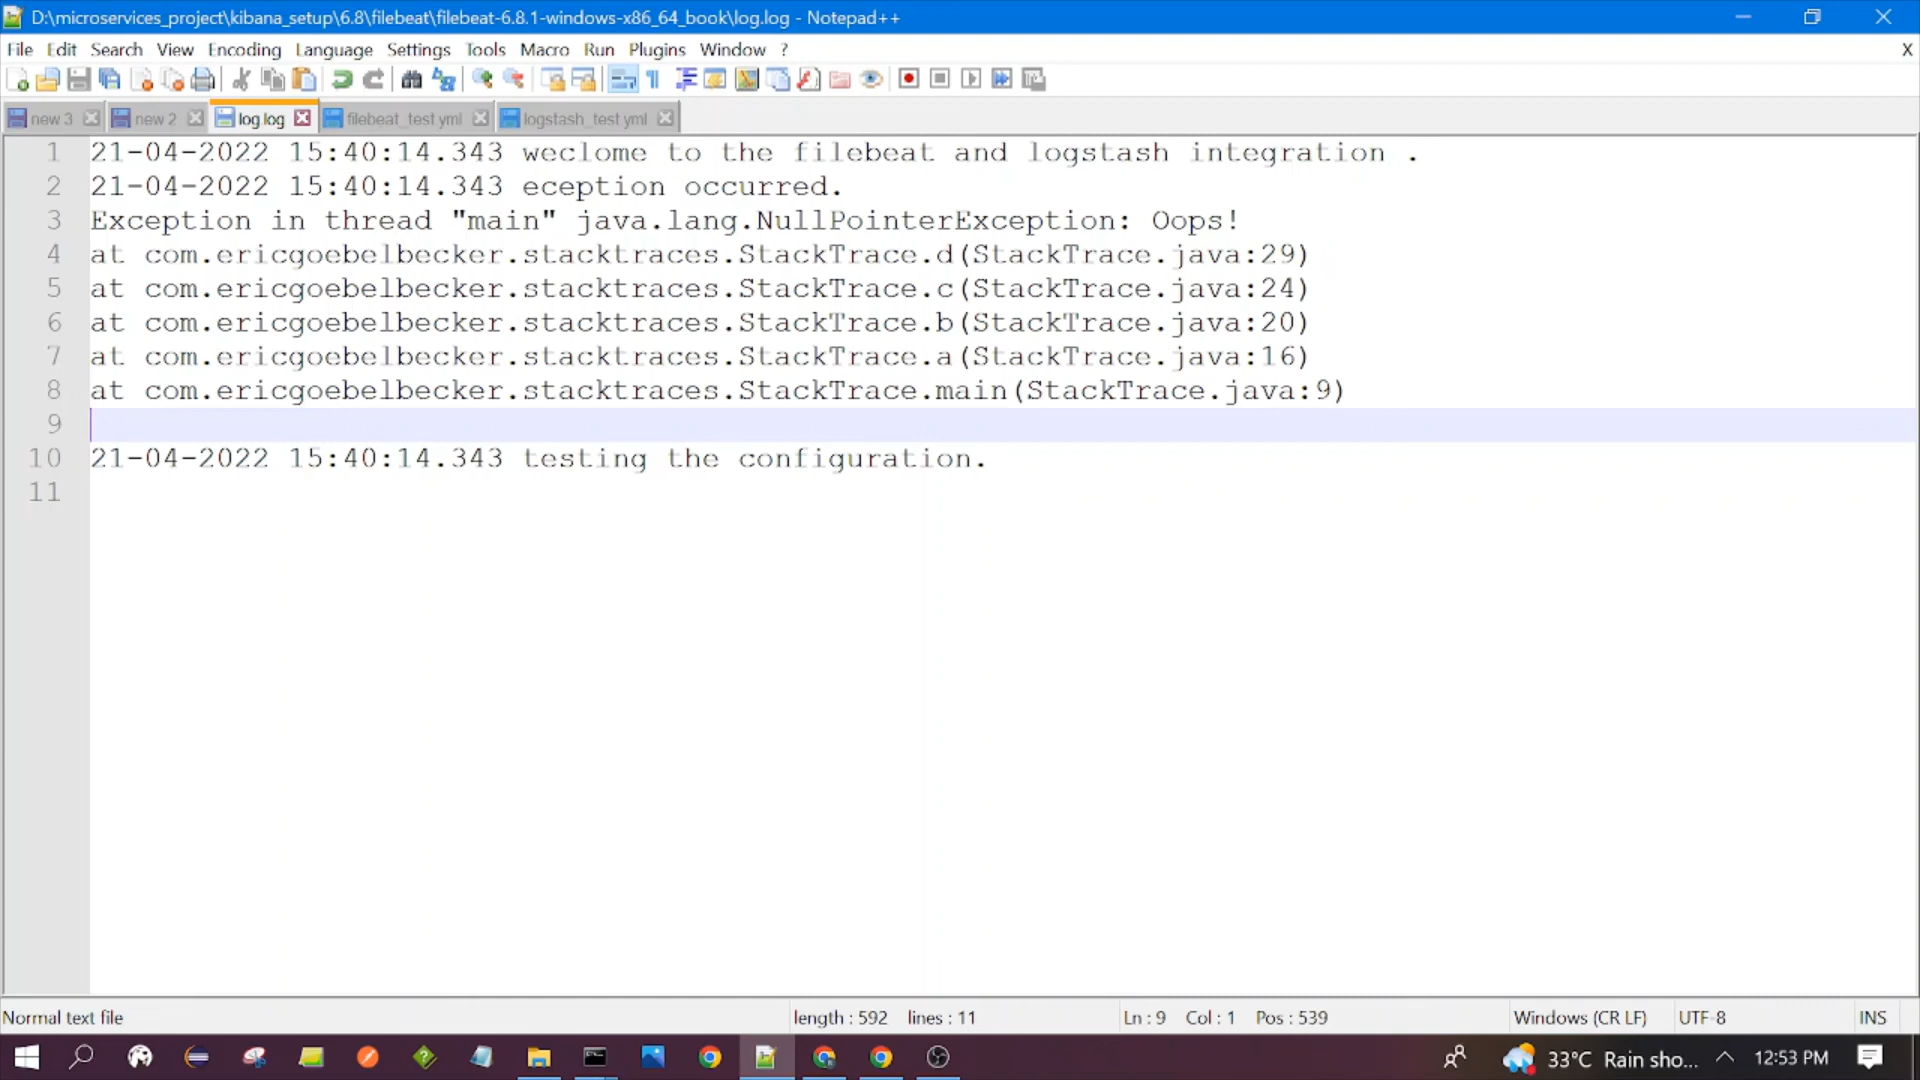 D:\microservices_project\kibana_setup\6.8\filebeat\filebeat-6.8.1-windows-x86_64_book\log.log - Notepad++
File Edit Search View Encoding Language Settings Tools Macro Run Plugins Window ? X
new 3 new 2 log.log filebeat_test.yml logstash_test.yml
1 21-04-2022 15:40:14.343 weclome to the filebeat and logstash integration .
2 21-04-2022 15:40:14.343 eception occurred.
3 Exception in thread "main" java.lang.NullPointerException: Oops!
4 at com.ericgoebelbecker.stacktraces.StackTrace.d(StackTrace.java:29)
5 at com.ericgoebelbecker.stacktraces.StackTrace.c(StackTrace.java:24)
6 at com.ericgoebelbecker.stacktraces.StackTrace.b(StackTrace.java:20)
7 at com.ericgoebelbecker.stacktraces.StackTrace.a(StackTrace.java:16)
8 at com.ericgoebelbecker.stacktraces.StackTrace.main(StackTrace.java:9)
9
10 21-04-2022 15:40:14.343 testing the configuration.
11
Normal text file length : 592 lines : 11 Ln : 9 Col : 1 Pos : 539 Windows (CR LF) UTF-8 INS
33°C Rain sho... 12:53 PM